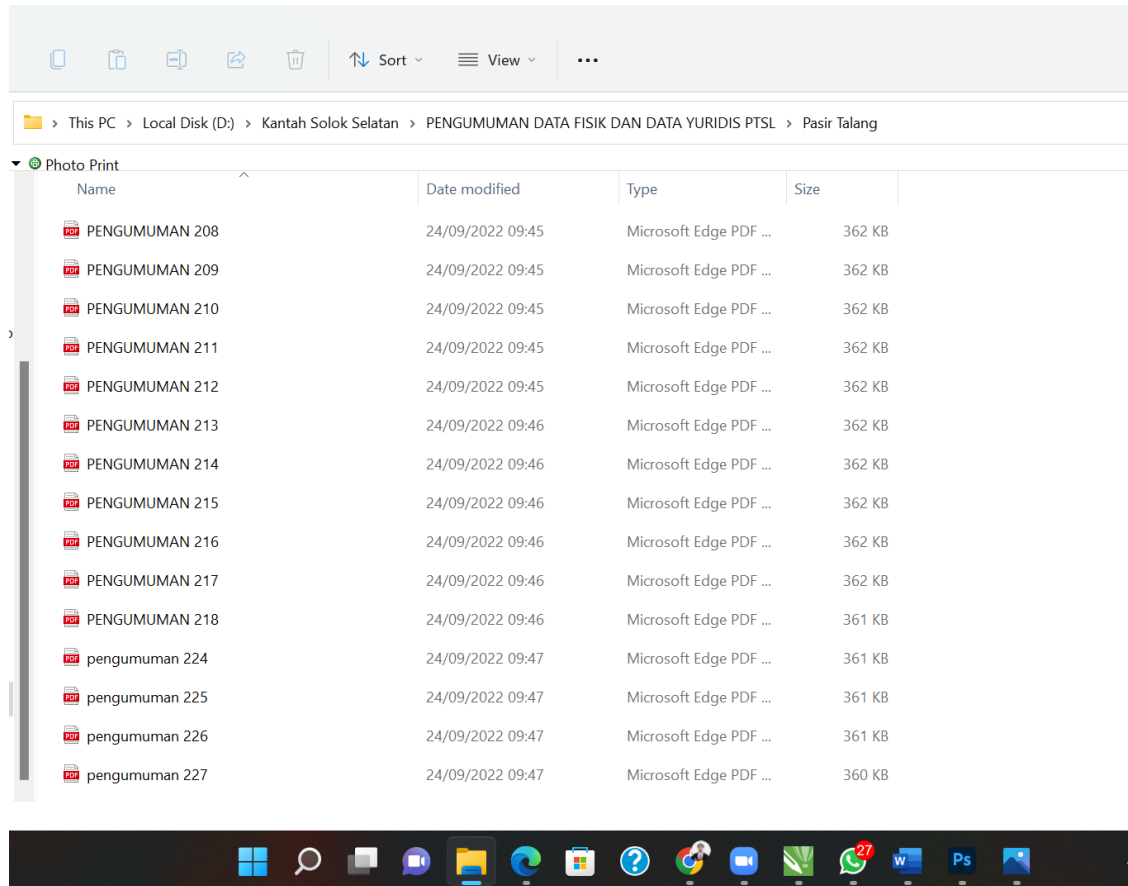 Sort View
This PC Local Disk (D:) Kantah Solok Selatan PENGUMUMAN DATA FISIK DAN DATA YURIDIS PTSL Pasir Talang
Photo Print
Name Date modified Type Size
PENGUMUMAN 208 24/09/2022 09:45 Microsoft Edge PDF ... 362 KB
PENGUMUMAN 209 24/09/2022 09:45 Microsoft Edge PDF ... 362 KB
PENGUMUMAN 210 24/09/2022 09:45 Microsoft Edge PDF ... 362 KB
PENGUMUMAN 211 24/09/2022 09:45 Microsoft Edge PDF ... 362 KB
PENGUMUMAN 212 24/09/2022 09:45 Microsoft Edge PDF ... 362 KB
PENGUMUMAN 213 24/09/2022 09:46 Microsoft Edge PDF ... 362 KB
PENGUMUMAN 214 24/09/2022 09:46 Microsoft Edge PDF ... 362 KB
PENGUMUMAN 215 24/09/2022 09:46 Microsoft Edge PDF ... 362 KB
PENGUMUMAN 216 24/09/2022 09:46 Microsoft Edge PDF ... 362 KB
PENGUMUMAN 217 24/09/2022 09:46 Microsoft Edge PDF ... 362 KB
PENGUMUMAN 218 24/09/2022 09:46 Microsoft Edge PDF ... 361 KB
pengumuman 224 24/09/2022 09:47 Microsoft Edge PDF ... 361 KB
pengumuman 225 24/09/2022 09:47 Microsoft Edge PDF ... 361 KB
pengumuman 226 24/09/2022 09:47 Microsoft Edge PDF ... 361 KB
pengumuman 227 24/09/2022 09:47 Microsoft Edge PDF ... 360 KB
27 W Ps